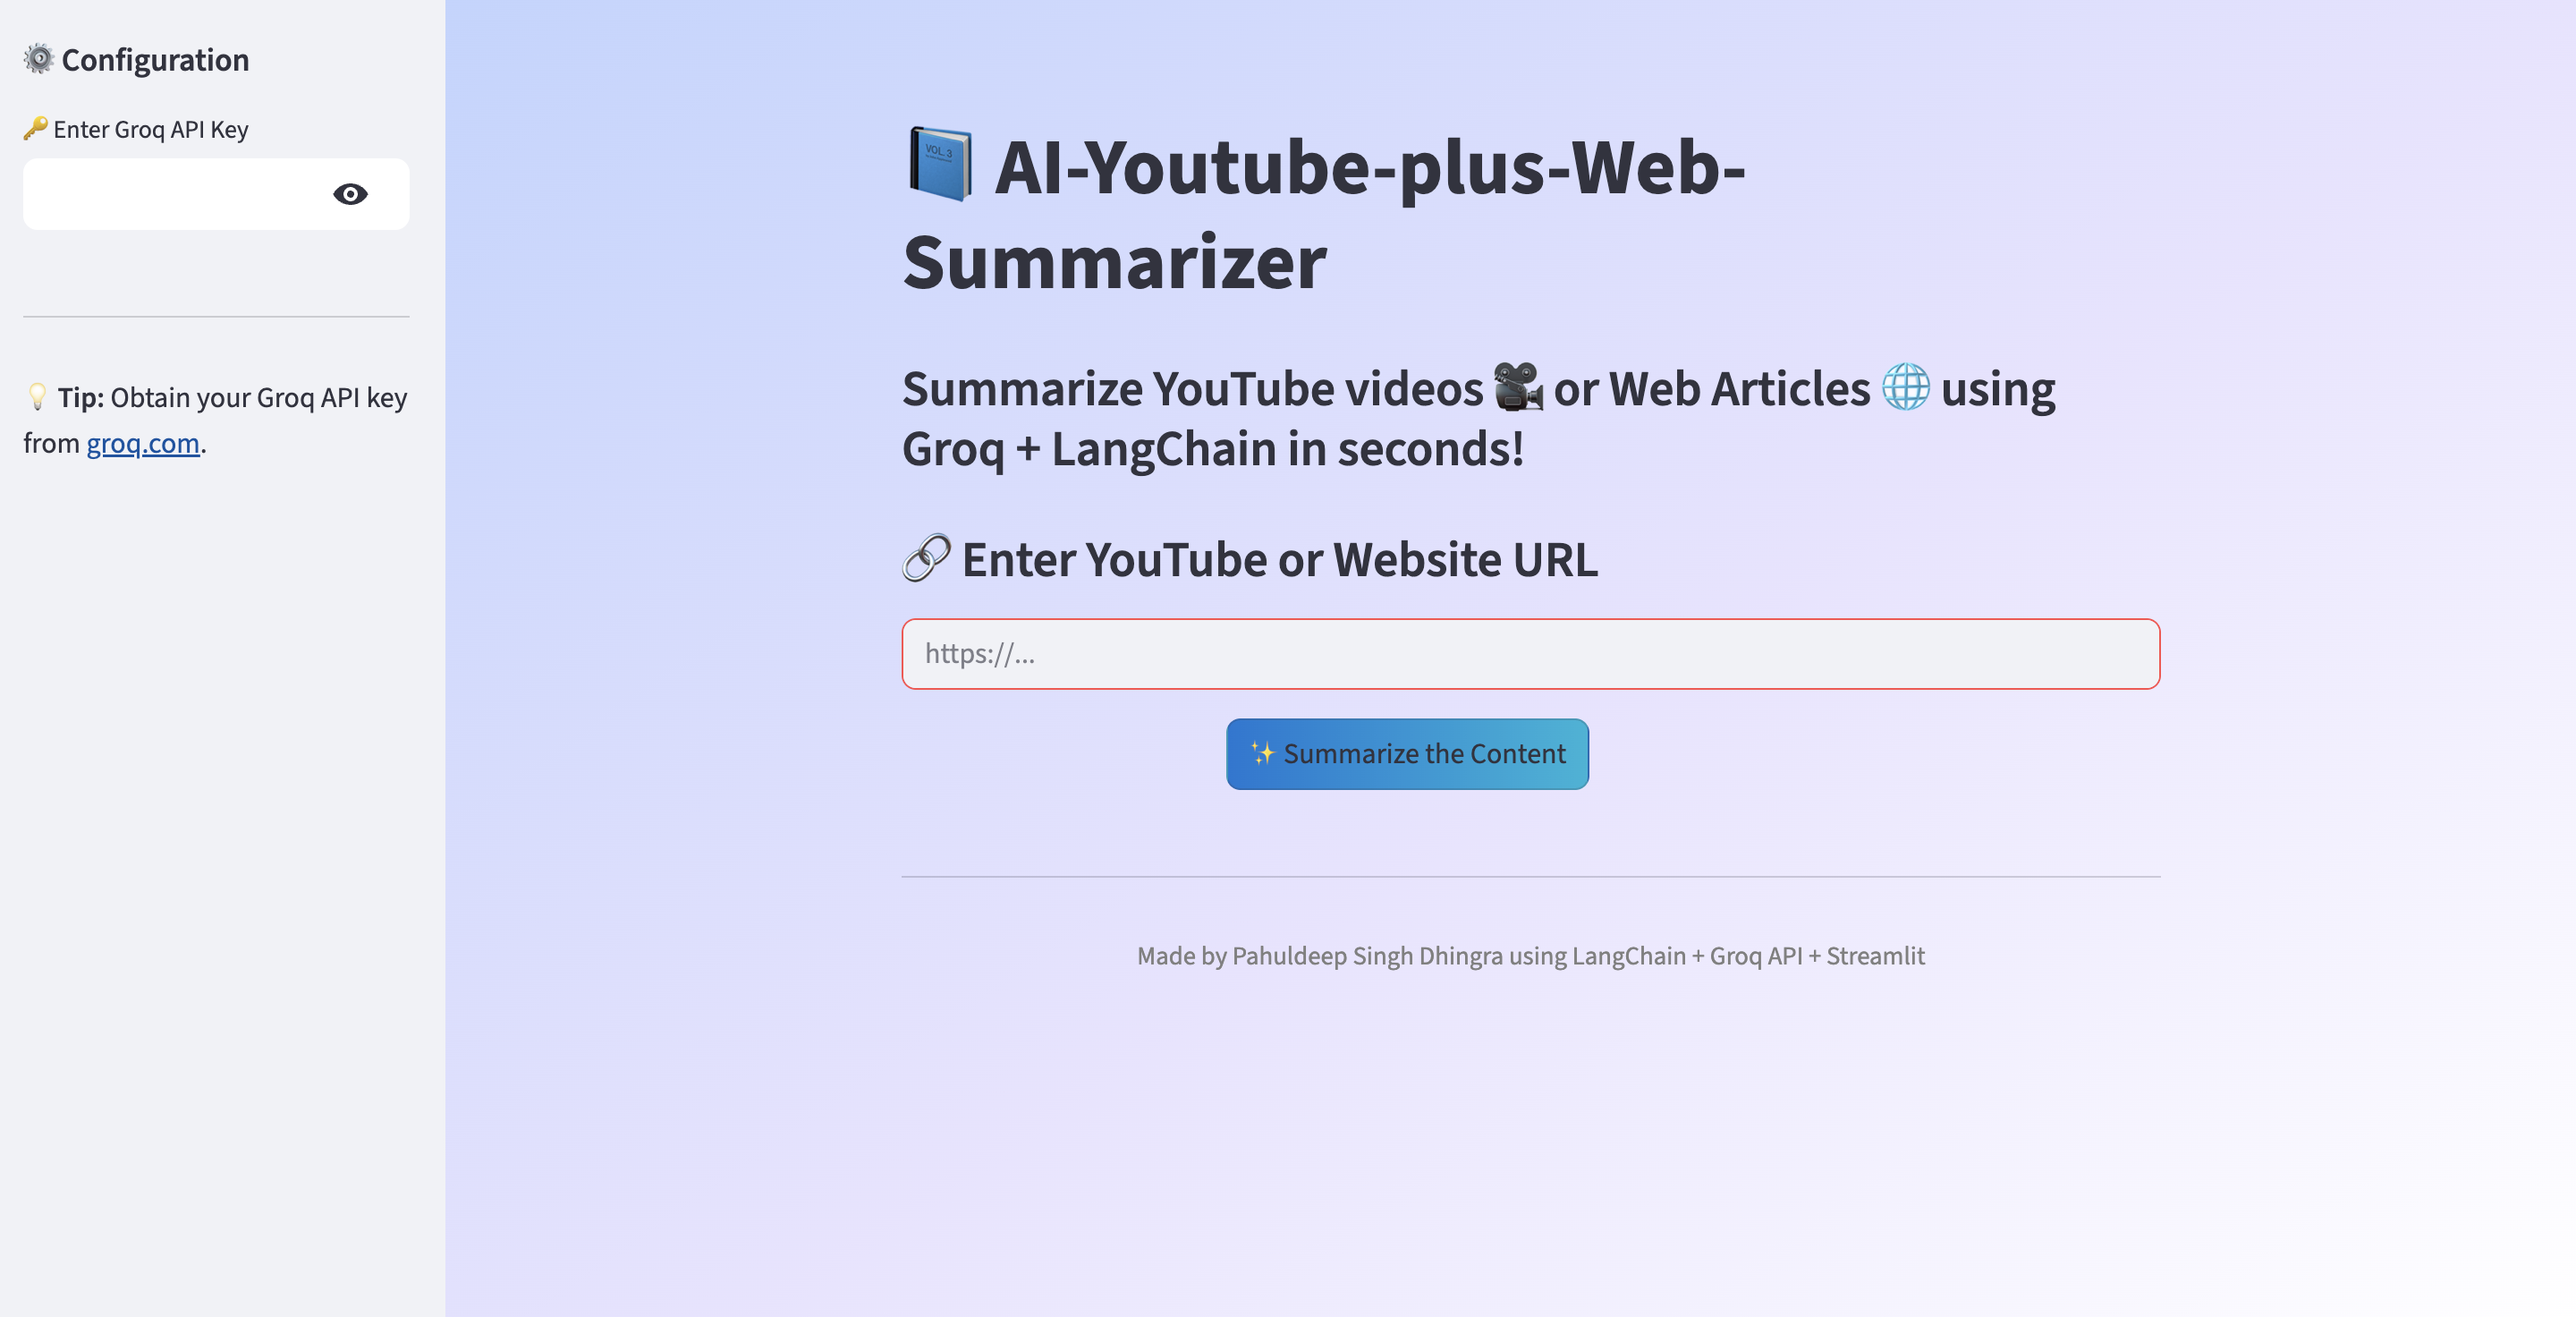 ⚙️ Configuration
🔑 Enter Groq API Key
💡 Tip: Obtain your Groq API key
from groq.com.
VOL. 3
📘 AI-Youtube-plus-Web-
Summarizer
Summarize YouTube videos 🎥 or Web Articles 🌐 using
Groq + LangChain in seconds!
🔗 Enter YouTube or Website URL
https://...
✨ Summarize the Content
Made by Pahuldeep Singh Dhingra using LangChain + Groq API + Streamlit